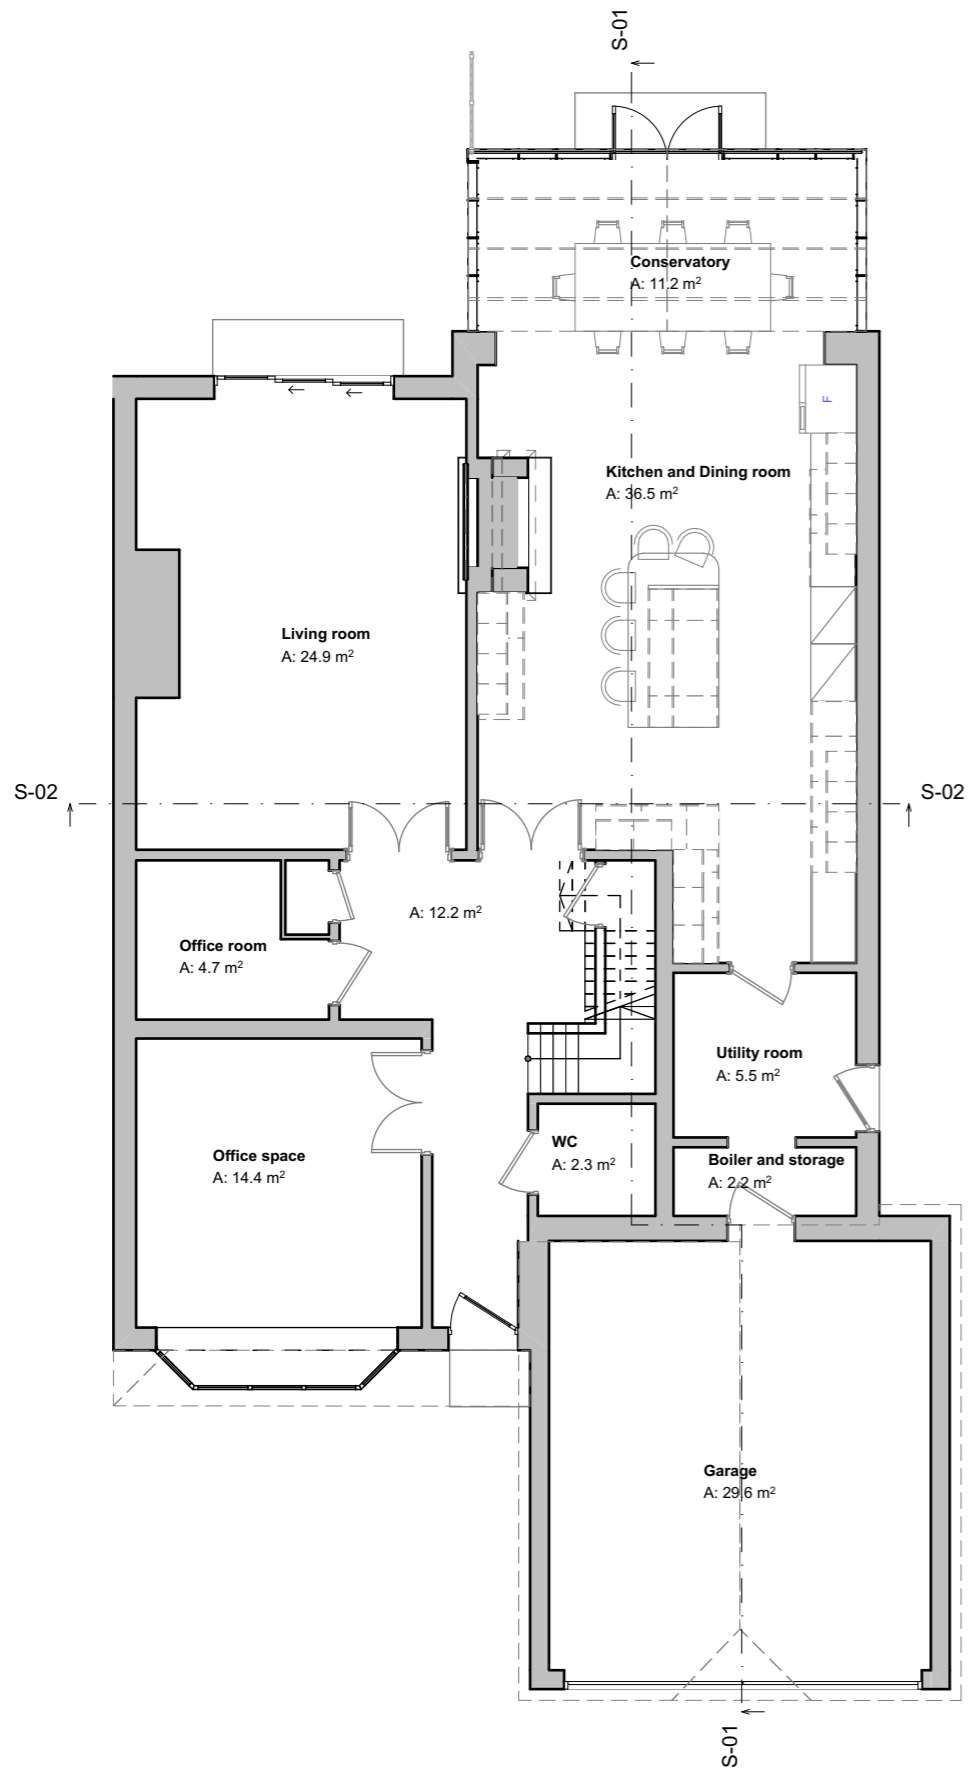 S-01
Conservatory
A: 11.2 m²
F
Kitchen and Dining room
A: 36.5 m²
Living room
A: 24.9 m²
S-02
S-02
A: 12.2 m²
Office room
A: 4.7 m²
Utility room
A: 5.5 m²
WC
A: 2.3 m²
Boiler and storage
A: 2.2 m²
Office space
A: 14.4 m²
Garage
A: 29.6 m²
S-01